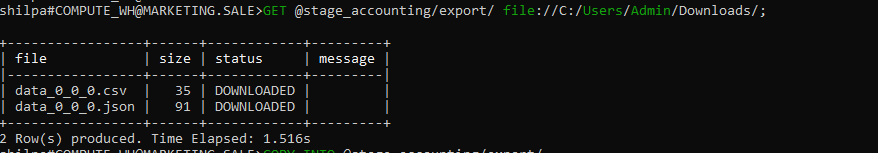 shilpa#COMPUTE_WH@MARKETING.SALE>GET @stage_accounting/export/ file://C:/Users/Admin/Downloads/;
+-----------------+------+------------+---------+
| file            | size | status     | message |
|-----------------+------+------------+---------|
| data_0_0_0.csv  |   35 | DOWNLOADED |         |
| data_0_0_0.json |   91 | DOWNLOADED |         |
+-----------------+------+------------+---------+
2 Row(s) produced. Time Elapsed: 1.516s
shilpa#COMPUTE_WH@MARKETING.SALE>COPY INTO @stage_accounting/export/